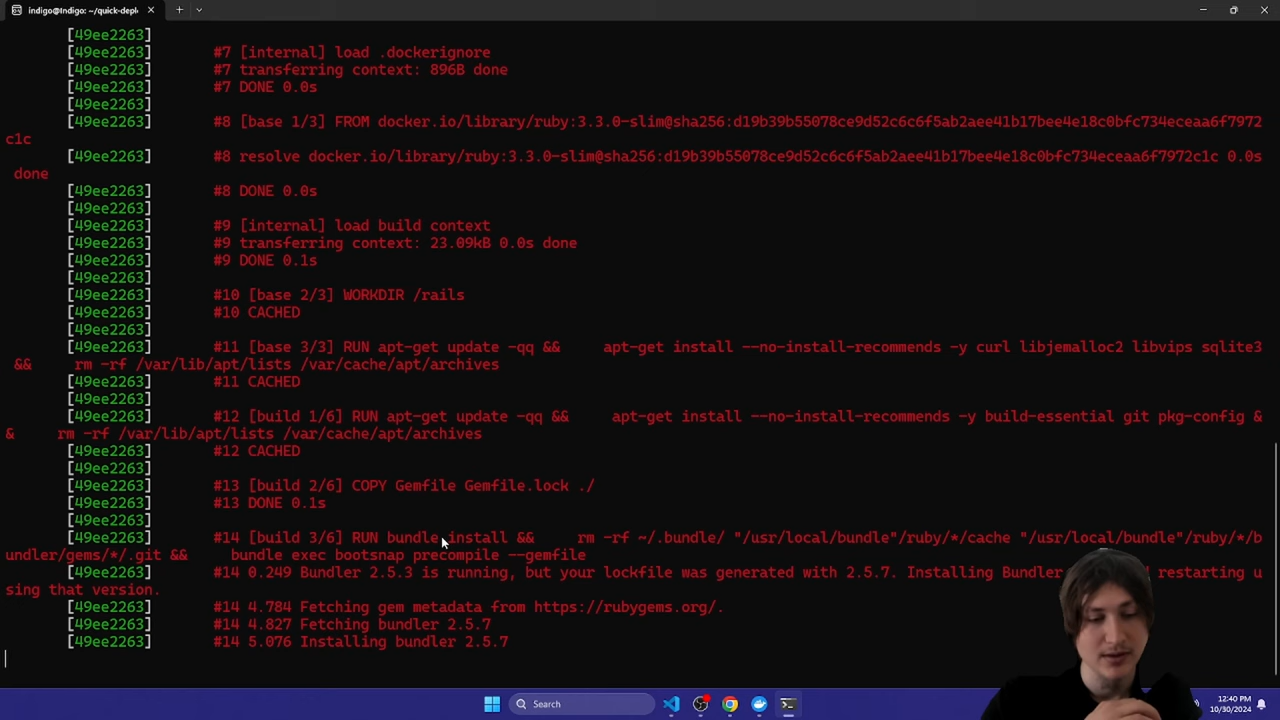 indigo@Indigo: ~/quick-depl
[49ee2263]
[49ee2263] #7 [internal] load .dockerignore
[49ee2263] #7 transferring context: 896B done
[49ee2263] #7 DONE 0.0s
[49ee2263]
[49ee2263] #8 [base 1/3] FROM docker.io/library/ruby:3.3.0-slim@sha256:d19b39b55078ce9d52c6c6f5ab2aee41b17bee4e18c0bfc734eceaa6f7972
c1c
[49ee2263] #8 resolve docker.io/library/ruby:3.3.0-slim@sha256:d19b39b55078ce9d52c6c6f5ab2aee41b17bee4e18c0bfc734eceaa6f7972c1c 0.0s
done
[49ee2263] #8 DONE 0.0s
[49ee2263]
[49ee2263] #9 [internal] load build context
[49ee2263] #9 transferring context: 23.09kB 0.0s done
[49ee2263] #9 DONE 0.1s
[49ee2263]
[49ee2263] #10 [base 2/3] WORKDIR /rails
[49ee2263] #10 CACHED
[49ee2263]
[49ee2263] #11 [base 3/3] RUN apt-get update -qq && apt-get install --no-install-recommends -y curl libjemalloc2 libvips sqlite3
&& rm -rf /var/lib/apt/lists /var/cache/apt/archives
[49ee2263] #11 CACHED
[49ee2263]
[49ee2263] #12 [build 1/6] RUN apt-get update -qq && apt-get install --no-install-recommends -y build-essential git pkg-config &
& rm -rf /var/lib/apt/lists /var/cache/apt/archives
[49ee2263] #12 CACHED
[49ee2263]
[49ee2263] #13 [build 2/6] COPY Gemfile Gemfile.lock ./
[49ee2263] #13 DONE 0.1s
[49ee2263]
[49ee2263] #14 [build 3/6] RUN bundle install && rm -rf ~/.bundle/ "/usr/local/bundle"/ruby/*/cache "/usr/local/bundle"/ruby/*/b
undler/gems/*/.git && bundle exec bootsnap precompile --gemfile
[49ee2263] #14 0.249 Bundler 2.5.3 is running, but your lockfile was generated with 2.5.7. Installing Bundler restarting u
sing that version.
[49ee2263] #14 4.784 Fetching gem metadata from https://rubygems.org/.
[49ee2263] #14 4.827 Fetching bundler 2.5.7
[49ee2263] #14 5.076 Installing bundler 2.5.7
Search
12:40 PM
10/30/2024